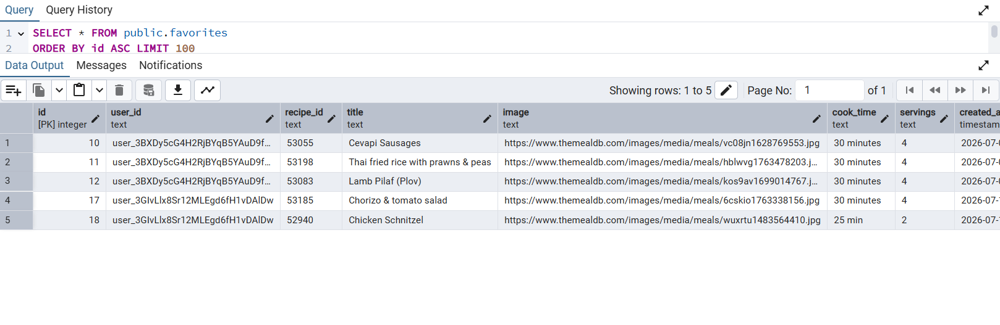 Query Query History
1 SELECT * FROM public.favorites
2 ORDER BY id ASC LIMIT 100
Data Output Messages Notifications
Showing rows: 1 to 5 Page No: 1 of 1
id user_id recipe_id title image cook_time servings created_a
[PK] integer text text text text text text timestam
1 10 user_3BXDy5cG4H2RjBYqB5YAuD9f… 53055 Cevapi Sausages https://www.themealdb.com/images/media/meals/vc08jn1628769553.jpg 30 minutes 4 2026-07-0
2 11 user_3BXDy5cG4H2RjBYqB5YAuD9f… 53198 Thai fried rice with prawns & peas https://www.themealdb.com/images/media/meals/hblwvg1763478203.j… 30 minutes 4 2026-07-0
3 12 user_3BXDy5cG4H2RjBYqB5YAuD9f… 53083 Lamb Pilaf (Plov) https://www.themealdb.com/images/media/meals/kos9av1699014767.j… 30 minutes 4 2026-07-0
4 17 user_3GIvLlx8Sr12MLEgd6fH1vDAlDw 53185 Chorizo & tomato salad https://www.themealdb.com/images/media/meals/6cskio1763338156.jpg 30 minutes 4 2026-07-
5 18 user_3GIvLlx8Sr12MLEgd6fH1vDAlDw 52940 Chicken Schnitzel https://www.themealdb.com/images/media/meals/wuxrtu1483564410.jpg 25 min 2 2026-07-